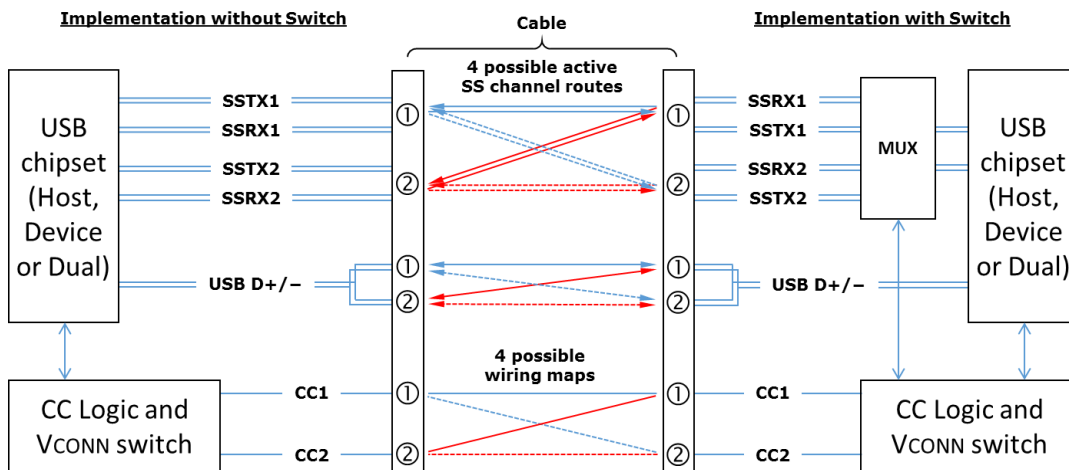 Implementation without Switch
Implementation with Switch
Cable
4 possible active
SS channel routes
USB
chipset
(Host,
Device
or Dual)
SSTX1
SSRX1
SSTX2
SSRX2
USB D+/−
①
②
①
②
①
②
①
②
SSRX1
SSTX1
SSRX2
SSTX2
USB D+/−
MUX
USB
chipset
(Host,
Device
or Dual)
4 possible
wiring maps
CC Logic and
VCONN switch
CC1
CC2
①
②
①
②
CC1
CC2
CC Logic and
VCONN switch